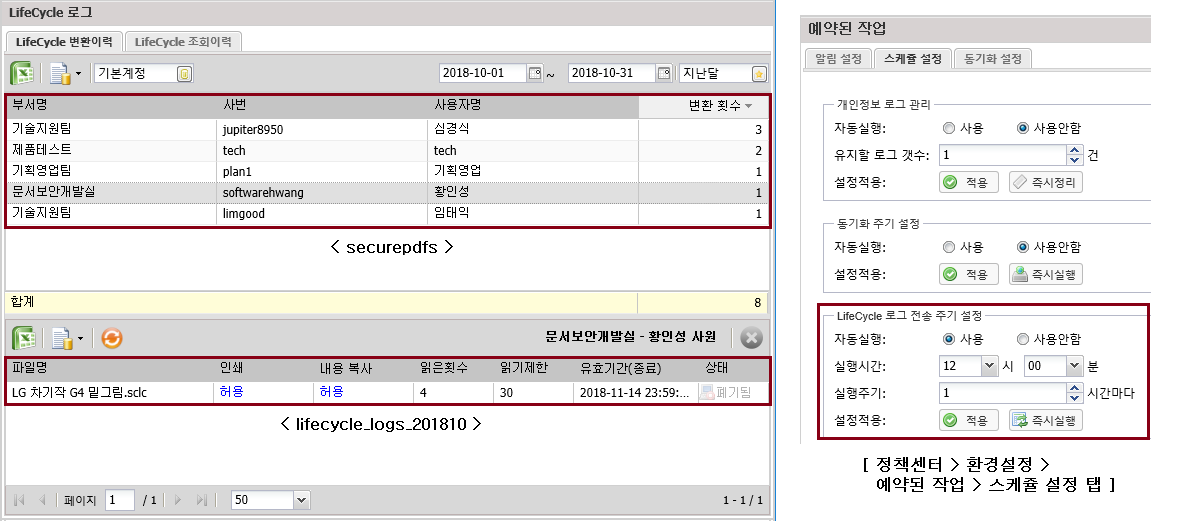 LifeCycle 로그
LifeCycle 변환이력 LifeCycle 조회이력
기본계정 2018-10-01 ~ 2018-10-31 지난달
부서명 사번 사용자명 변환 횟수
기술지원팀 jupiter8950 심경식 3
제품테스트 tech tech 2
기획영업팀 plan1 기획영업 1
문서보안개발실 softwarehwang 황인성 1
기술지원팀 limgood 임태익 1
< securepdfs >
합계 8
문서보안개발실 - 황인성 사원
파일명 인쇄 내용 복사 읽은횟수 읽기제한 유효기간(종료) 상태
LG 차기작 G4 밑그림.sclc 허용 허용 4 30 2018-11-14 23:59:... 폐기됨
< lifecycle_logs_201810 >
페이지 1 / 1 50 1 - 1 / 1
예약된 작업
알림 설정 스케쥴 설정 동기화 설정
개인정보 로그 관리
자동실행: 사용 사용안함
유지할 로그 갯수: 1 건
설정적용: 적용 즉시정리
동기화 주기 설정
자동실행: 사용 사용안함
설정적용: 적용 즉시실행
LifeCycle 로그 전송 주기 설정
자동실행: 사용 사용안함
실행시간: 12 시 00 분
실행주기: 1 시간마다
설정적용: 적용 즉시실행
[ 정책센터 > 환경설정 >
예약된 작업 > 스케쥴 설정 탭 ]